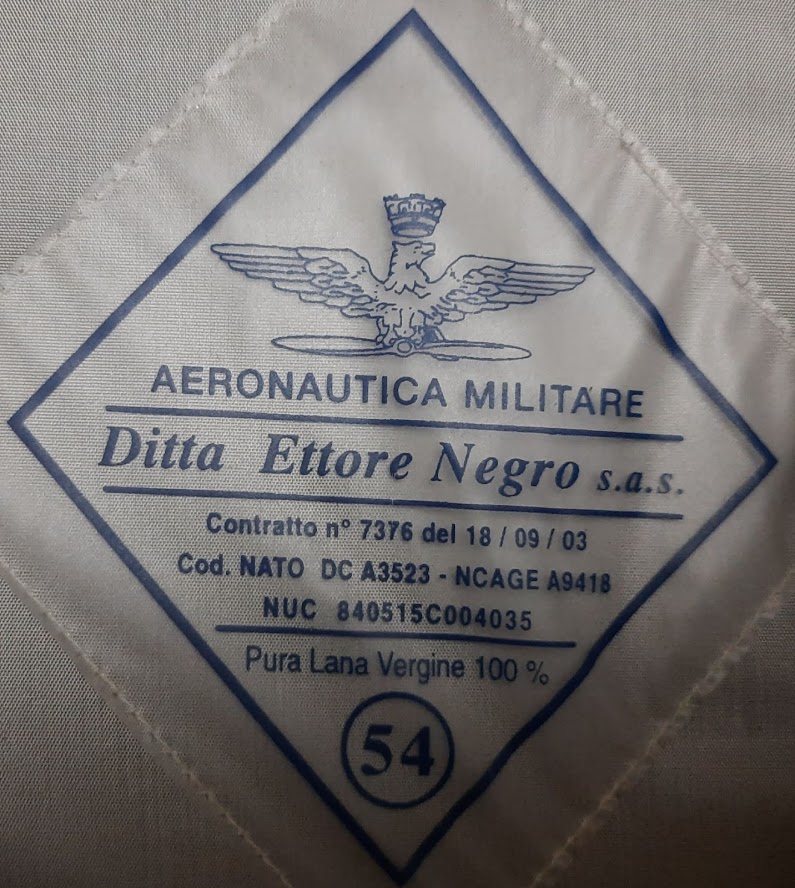 AERONAUTICA MILITARE
Ditta Ettore Negro s.a.s.
Contratto n° 7376 del 18 / 09 / 03
Cod. NATO DC A3523 - NCAGE A9418
NUC 840515C004035
Pura Lana Vergine 100 %
54